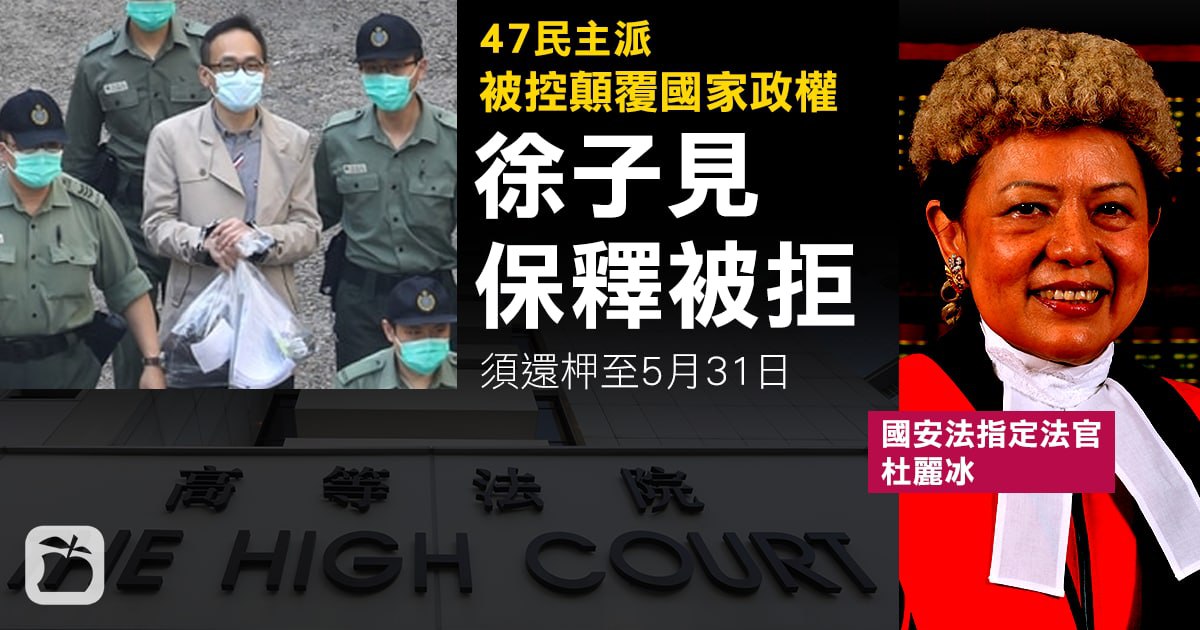 47民主派
被控顛覆國家政權
徐子見
保釋被拒
須還柙至5月31日
國安法指定法官
杜麗冰
高等法院
THE HIGH COURT